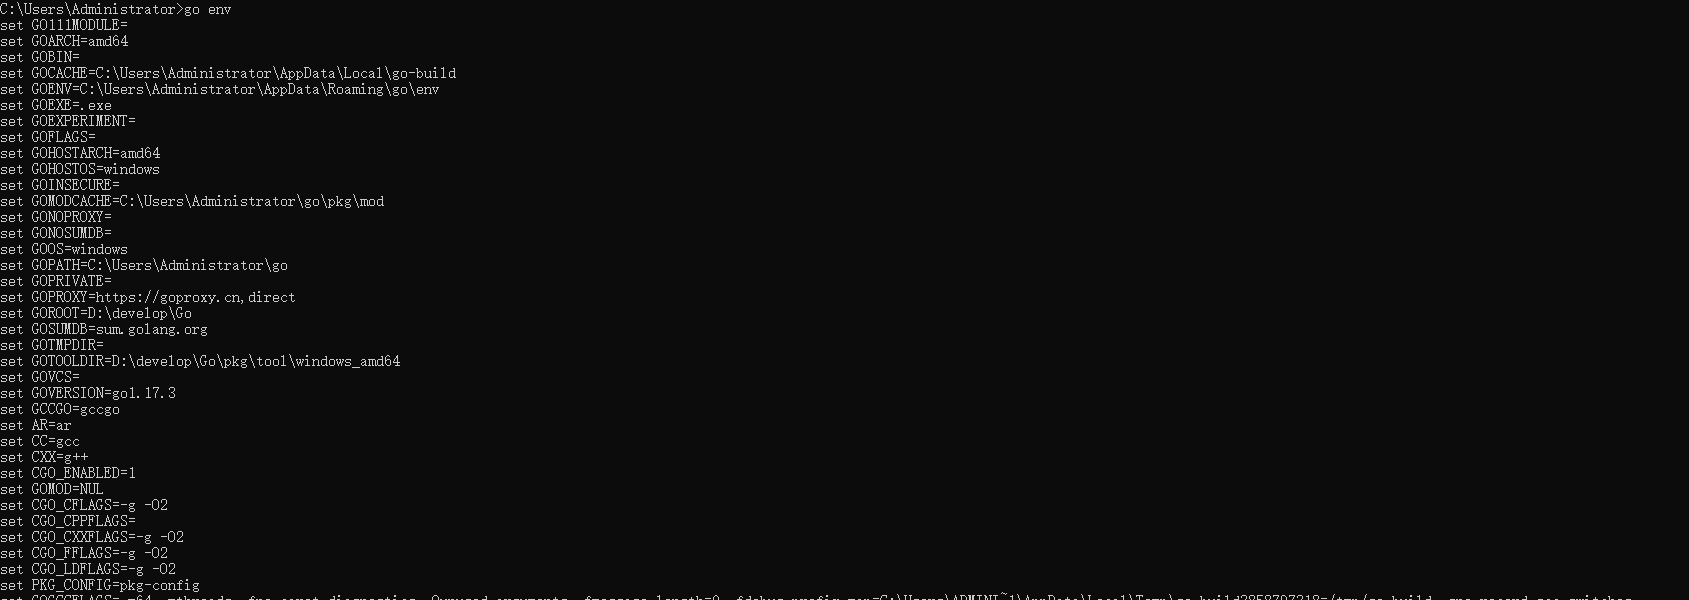 C:\Users\Administrator>go env
set GO111MODULE=
set GOARCH=amd64
set GOBIN=
set GOCACHE=C:\Users\Administrator\AppData\Local\go-build
set GOENV=C:\Users\Administrator\AppData\Roaming\go\env
set GOEXE=.exe
set GOEXPERIMENT=
set GOFLAGS=
set GOHOSTARCH=amd64
set GOHOSTOS=windows
set GOINSECURE=
set GOMODCACHE=C:\Users\Administrator\go\pkg\mod
set GONOPROXY=
set GONOSUMDB=
set GOOS=windows
set GOPATH=C:\Users\Administrator\go
set GOPRIVATE=
set GOPROXY=https://goproxy.cn,direct
set GOROOT=D:\develop\Go
set GOSUMDB=sum.golang.org
set GOTMPDIR=
set GOTOOLDIR=D:\develop\Go\pkg\tool\windows_amd64
set GOVCS=
set GOVERSION=go1.17.3
set GCCGO=gccgo
set AR=ar
set CC=gcc
set CXX=g++
set CGO_ENABLED=1
set GOMOD=NUL
set CGO_CFLAGS=-g -O2
set CGO_CPPFLAGS=
set CGO_CXXFLAGS=-g -O2
set CGO_FFLAGS=-g -O2
set CGO_LDFLAGS=-g -O2
set PKG_CONFIG=pkg-config